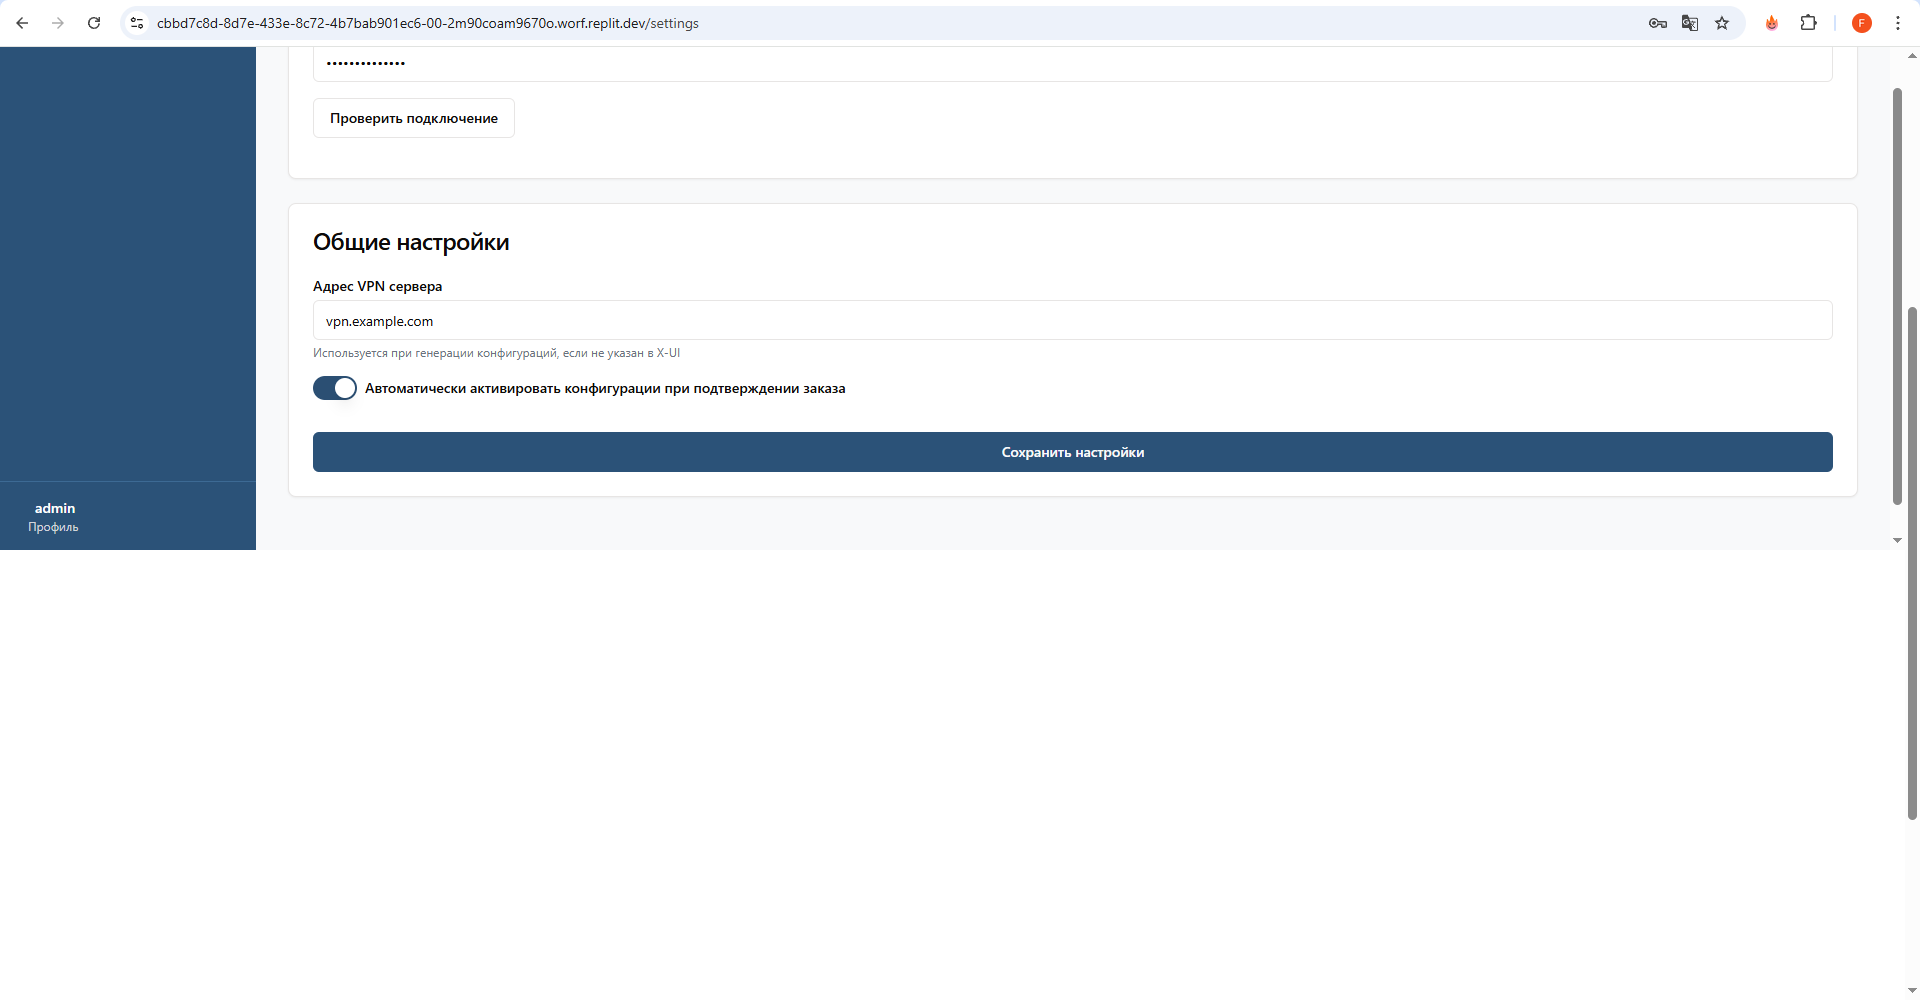 cbbd7c8d-8d7e-433e-8c72-4b7bab901ec6-00-2m90coam9670o.worf.replit.dev/settings
F
••••••••••••••
Проверить подключение
Общие настройки
Адрес VPN сервера
vpn.example.com
Используется при генерации конфигураций, если не указан в X-UI
Автоматически активировать конфигурации при подтверждении заказа
Сохранить настройки
admin
Профиль